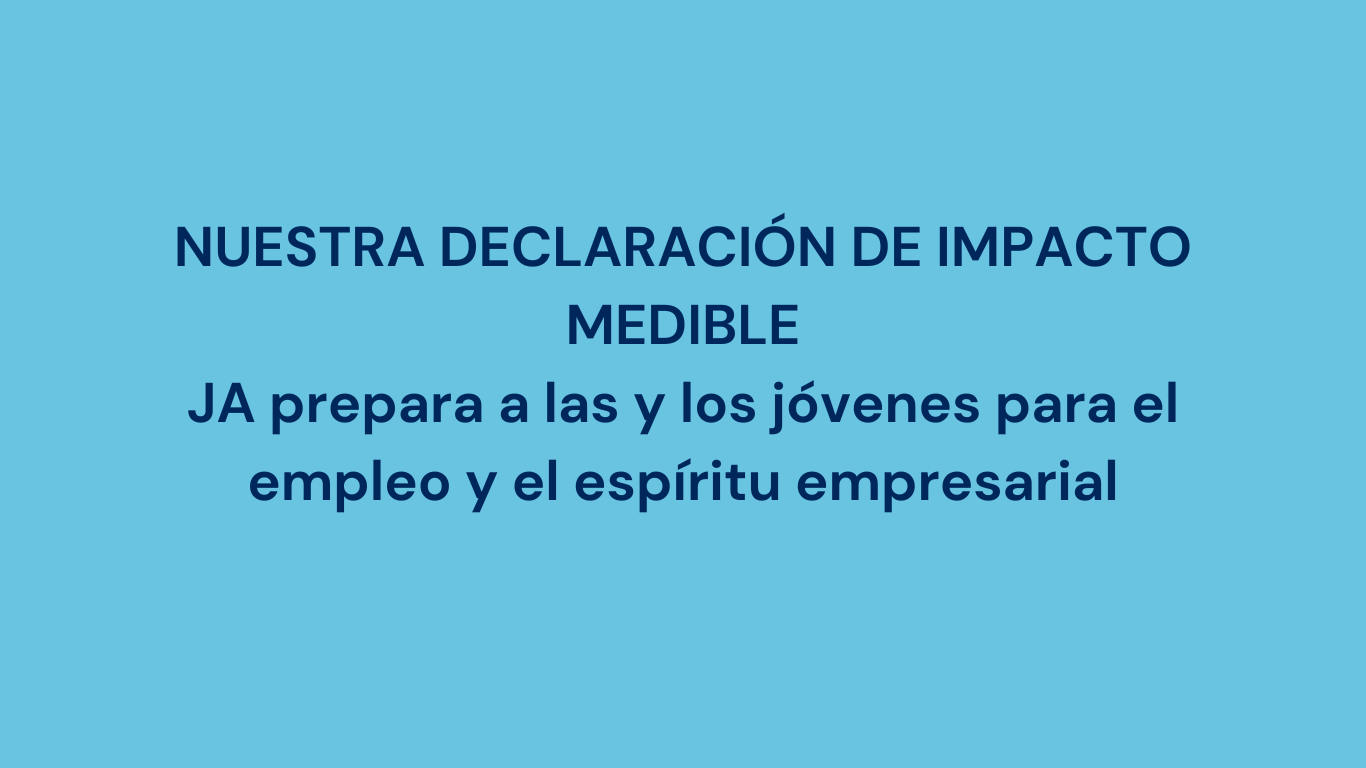 NUESTRA DECLARACIÓN DE IMPACTO
MEDIBLE
JA prepara a las y los jóvenes para el
empleo y el espíritu empresarial